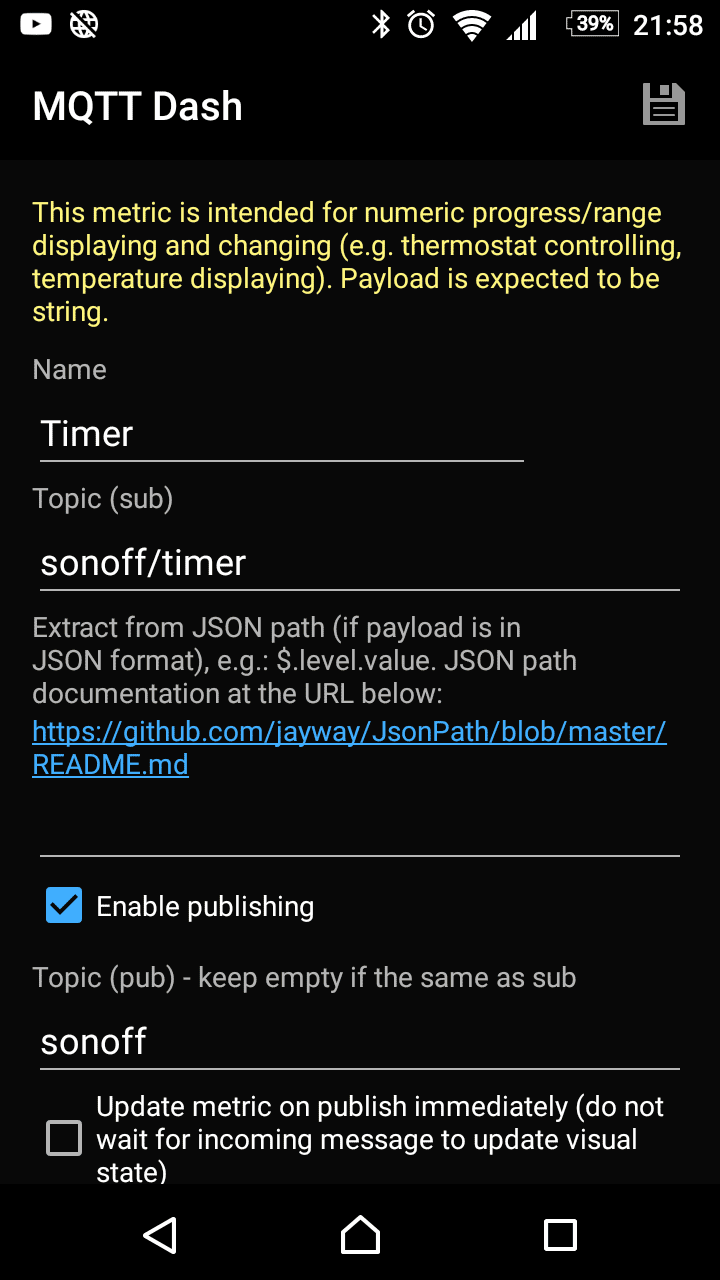 39% 21:58
MQTT Dash
This metric is intended for numeric progress/range
displaying and changing (e.g. thermostat controlling,
temperature displaying). Payload is expected to be
string.
Name
Timer
Topic (sub)
sonoff/timer
Extract from JSON path (if payload is in
JSON format), e.g.: $.level.value. JSON path
documentation at the URL below:
https://github.com/jayway/JsonPath/blob/master/
README.md
Enable publishing
Topic (pub) - keep empty if the same as sub
sonoff
Update metric on publish immediately (do not
wait for incoming message to update visual
state)